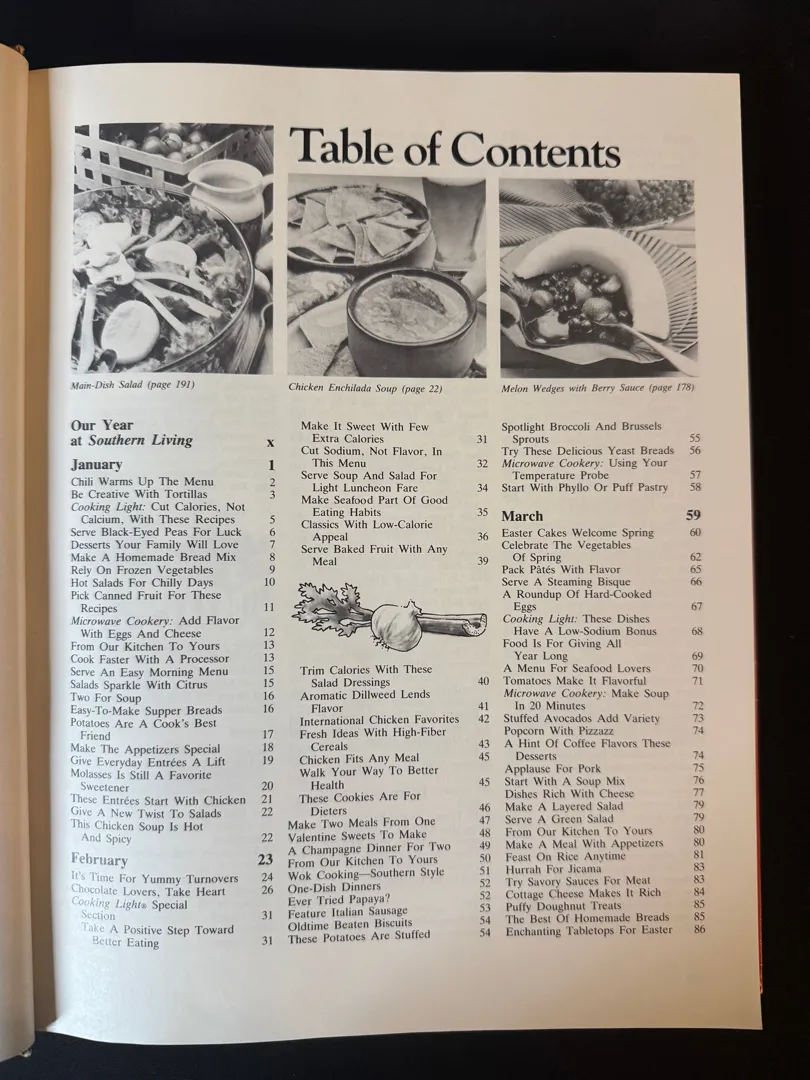 Table of Contents
Main-Dish Salad (page 191)
Chicken Enchilada Soup (page 22)
Melon Wedges with Berry Sauce (page 178)
Our Year
at Southern Living x
January 1
Chili Warms Up The Menu 2
Be Creative With Tortillas 3
Cooking Light: Cut Calories, Not
Calcium, With These Recipes 5
Serve Black-Eyed Peas For Luck 6
Desserts Your Family Will Love 7
Make A Homemade Bread Mix 8
Rely On Frozen Vegetables 9
Hot Salads For Chilly Days 10
Pick Canned Fruit For These
Recipes 11
Microwave Cookery: Add Flavor
With Eggs And Cheese 12
From Our Kitchen To Yours 13
Cook Faster With A Processor 13
Serve An Easy Morning Menu 15
Salads Sparkle With Citrus 15
Two For Soup 16
Easy-To-Make Supper Breads 16
Potatoes Are A Cook's Best
Friend 17
Make The Appetizers Special 18
Give Everyday Entrées A Lift 19
Molasses Is Still A Favorite
Sweetener 20
These Entrées Start With Chicken 21
Give A New Twist To Salads 22
This Chicken Soup Is Hot
And Spicy 22
February 23
It's Time For Yummy Turnovers 24
Chocolate Lovers, Take Heart 26
Cooking Light® Special
Section 31
Take A Positive Step Toward
Better Eating 31
Make It Sweet With Few
Extra Calories 31
Cut Sodium, Not Flavor, In
This Menu 32
Serve Soup And Salad For
Light Luncheon Fare 34
Make Seafood Part Of Good
Eating Habits 35
Classics With Low-Calorie
Appeal 36
Serve Baked Fruit With Any
Meal 39
Trim Calories With These
Salad Dressings 40
Aromatic Dillweed Lends
Flavor 41
International Chicken Favorites 42
Fresh Ideas With High-Fiber
Cereals 43
Chicken Fits Any Meal 45
Walk Your Way To Better
Health 45
These Cookies Are For
Dieters 46
Make Two Meals From One 47
Valentine Sweets To Make 48
A Champagne Dinner For Two 49
From Our Kitchen To Yours 50
Wok Cooking—Southern Style 51
One-Dish Dinners 52
Ever Tried Papaya? 52
Feature Italian Sausage 53
Oldtime Beaten Biscuits 54
These Potatoes Are Stuffed 54
Spotlight Broccoli And Brussels
Sprouts 55
Try These Delicious Yeast Breads 56
Microwave Cookery: Using Your
Temperature Probe 57
Start With Phyllo Or Puff Pastry 58
March 59
Easter Cakes Welcome Spring 60
Celebrate The Vegetables
Of Spring 62
Pack Pâtés With Flavor 65
Serve A Steaming Bisque 66
A Roundup Of Hard-Cooked
Eggs 67
Cooking Light: These Dishes
Have A Low-Sodium Bonus 68
Food Is For Giving All
Year Long 69
A Menu For Seafood Lovers 70
Tomatoes Make It Flavorful 71
Microwave Cookery: Make Soup
In 20 Minutes 72
Stuffed Avocados Add Variety 73
Popcorn With Pizzazz 74
A Hint Of Coffee Flavors These
Desserts 74
Applause For Pork 75
Start With A Soup Mix 76
Dishes Rich With Cheese 77
Make A Layered Salad 79
Serve A Green Salad 79
From Our Kitchen To Yours 80
Make A Meal With Appetizers 80
Feast On Rice Anytime 81
Hurrah For Jicama 83
Try Savory Sauces For Meat 83
Cottage Cheese Makes It Rich 84
Puffy Doughnut Treats 85
The Best Of Homemade Breads 85
Enchanting Tabletops For Easter 86